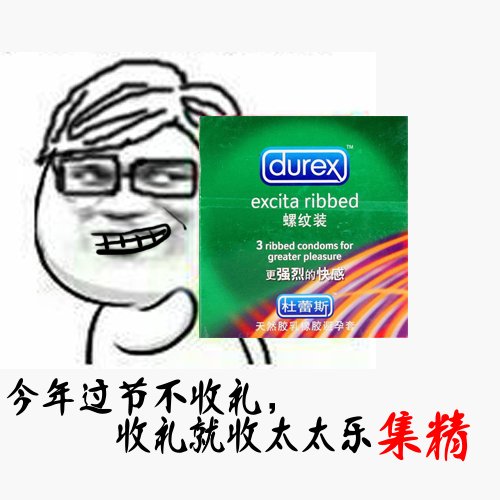 durex™
excita ribbed
螺纹装
3 ribbed condoms for
greater pleasure
更强烈的快感
杜蕾斯
天然胶乳橡胶避孕套
今年过节不收礼,
收礼就收太太乐集精